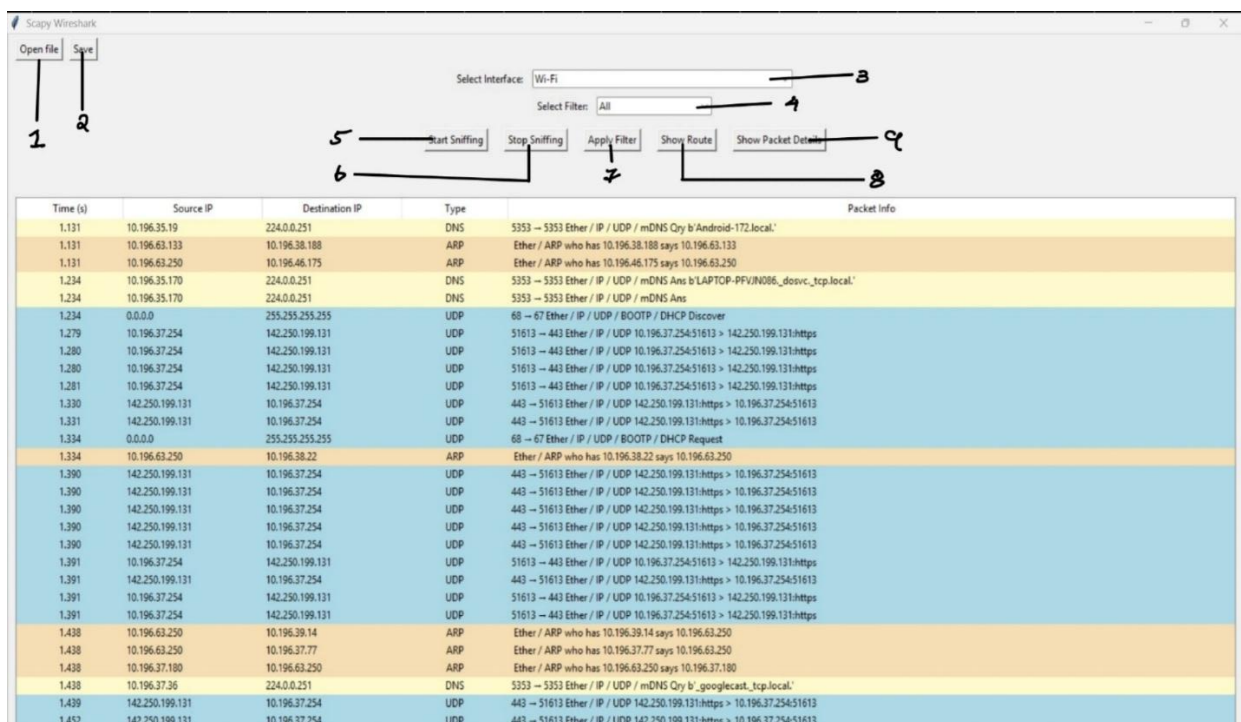 Scapy Wireshark
Open file Save
Select Interface: Wi-Fi 3
Select Filter: All 4
1 2 5 Start Sniffing Stop Sniffing Apply Filter Show Route Show Packet Details 9
6 7 8
Time (s) Source IP Destination IP Type Packet Info
1.131 10.196.35.19 224.0.0.251 DNS 5353 → 5353 Ether / IP / UDP / mDNS Qry b'Android-172.local.'
1.131 10.196.63.133 10.196.38.188 ARP Ether / ARP who has 10.196.38.188 says 10.196.63.133
1.131 10.196.63.250 10.196.46.175 ARP Ether / ARP who has 10.196.46.175 says 10.196.63.250
1.234 10.196.35.170 224.0.0.251 DNS 5353 → 5353 Ether / IP / UDP / mDNS Ans b'LAPTOP-PFVJN086._dosvc._tcp.local.'
1.234 10.196.35.170 224.0.0.251 DNS 5353 → 5353 Ether / IP / UDP / mDNS Ans
1.234 0.0.0.0 255.255.255.255 UDP 68 → 67 Ether / IP / UDP / BOOTP / DHCP Discover
1.279 10.196.37.254 142.250.199.131 UDP 51613 → 443 Ether / IP / UDP 10.196.37.254:51613 > 142.250.199.131:https
1.280 10.196.37.254 142.250.199.131 UDP 51613 → 443 Ether / IP / UDP 10.196.37.254:51613 > 142.250.199.131:https
1.280 10.196.37.254 142.250.199.131 UDP 51613 → 443 Ether / IP / UDP 10.196.37.254:51613 > 142.250.199.131:https
1.281 10.196.37.254 142.250.199.131 UDP 51613 → 443 Ether / IP / UDP 10.196.37.254:51613 > 142.250.199.131:https
1.330 142.250.199.131 10.196.37.254 UDP 443 → 51613 Ether / IP / UDP 142.250.199.131:https > 10.196.37.254:51613
1.331 142.250.199.131 10.196.37.254 UDP 443 → 51613 Ether / IP / UDP 142.250.199.131:https > 10.196.37.254:51613
1.334 0.0.0.0 255.255.255.255 UDP 68 → 67 Ether / IP / UDP / BOOTP / DHCP Request
1.334 10.196.63.250 10.196.38.22 ARP Ether / ARP who has 10.196.38.22 says 10.196.63.250
1.390 142.250.199.131 10.196.37.254 UDP 443 → 51613 Ether / IP / UDP 142.250.199.131:https > 10.196.37.254:51613
1.390 142.250.199.131 10.196.37.254 UDP 443 → 51613 Ether / IP / UDP 142.250.199.131:https > 10.196.37.254:51613
1.390 142.250.199.131 10.196.37.254 UDP 443 → 51613 Ether / IP / UDP 142.250.199.131:https > 10.196.37.254:51613
1.390 142.250.199.131 10.196.37.254 UDP 443 → 51613 Ether / IP / UDP 142.250.199.131:https > 10.196.37.254:51613
1.390 142.250.199.131 10.196.37.254 UDP 443 → 51613 Ether / IP / UDP 142.250.199.131:https > 10.196.37.254:51613
1.391 10.196.37.254 142.250.199.131 UDP 51613 → 443 Ether / IP / UDP 10.196.37.254:51613 > 142.250.199.131:https
1.391 142.250.199.131 10.196.37.254 UDP 443 → 51613 Ether / IP / UDP 142.250.199.131:https > 10.196.37.254:51613
1.391 10.196.37.254 142.250.199.131 UDP 51613 → 443 Ether / IP / UDP 10.196.37.254:51613 > 142.250.199.131:https
1.391 10.196.37.254 142.250.199.131 UDP 51613 → 443 Ether / IP / UDP 10.196.37.254:51613 > 142.250.199.131:https
1.438 10.196.63.250 10.196.39.14 ARP Ether / ARP who has 10.196.39.14 says 10.196.63.250
1.438 10.196.63.250 10.196.37.77 ARP Ether / ARP who has 10.196.37.77 says 10.196.63.250
1.438 10.196.37.180 10.196.63.250 ARP Ether / ARP who has 10.196.63.250 says 10.196.37.180
1.438 10.196.37.36 224.0.0.251 DNS 5353 → 5353 Ether / IP / UDP / mDNS Qry b'_googlecast._tcp.local.'
1.439 142.250.199.131 10.196.37.254 UDP 443 → 51613 Ether / IP / UDP 142.250.199.131:https > 10.196.37.254:51613
1.452 142.250.199.131 10.196.37.254 UDP 443 → 51613 Ether / IP / UDP 142.250.199.131:https > 10.196.37.254:51613